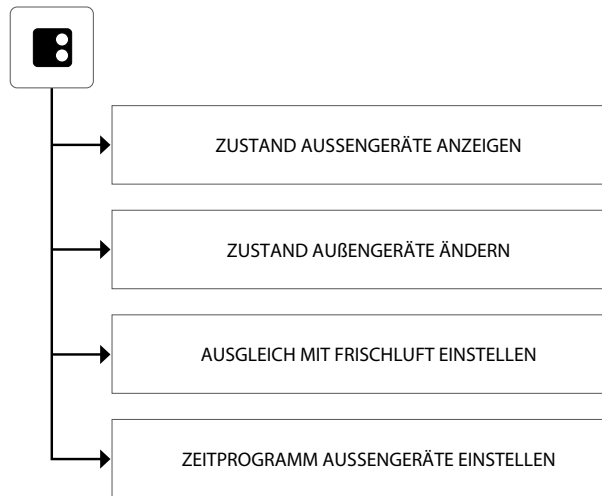 ZUSTAND AUSSENGERÄTE ANZEIGEN
ZUSTAND AUßENGERÄTE ÄNDERN
AUSGLEICH MIT FRISCHLUFT EINSTELLEN
ZEITPROGRAMM AUSSENGERÄTE EINSTELLEN